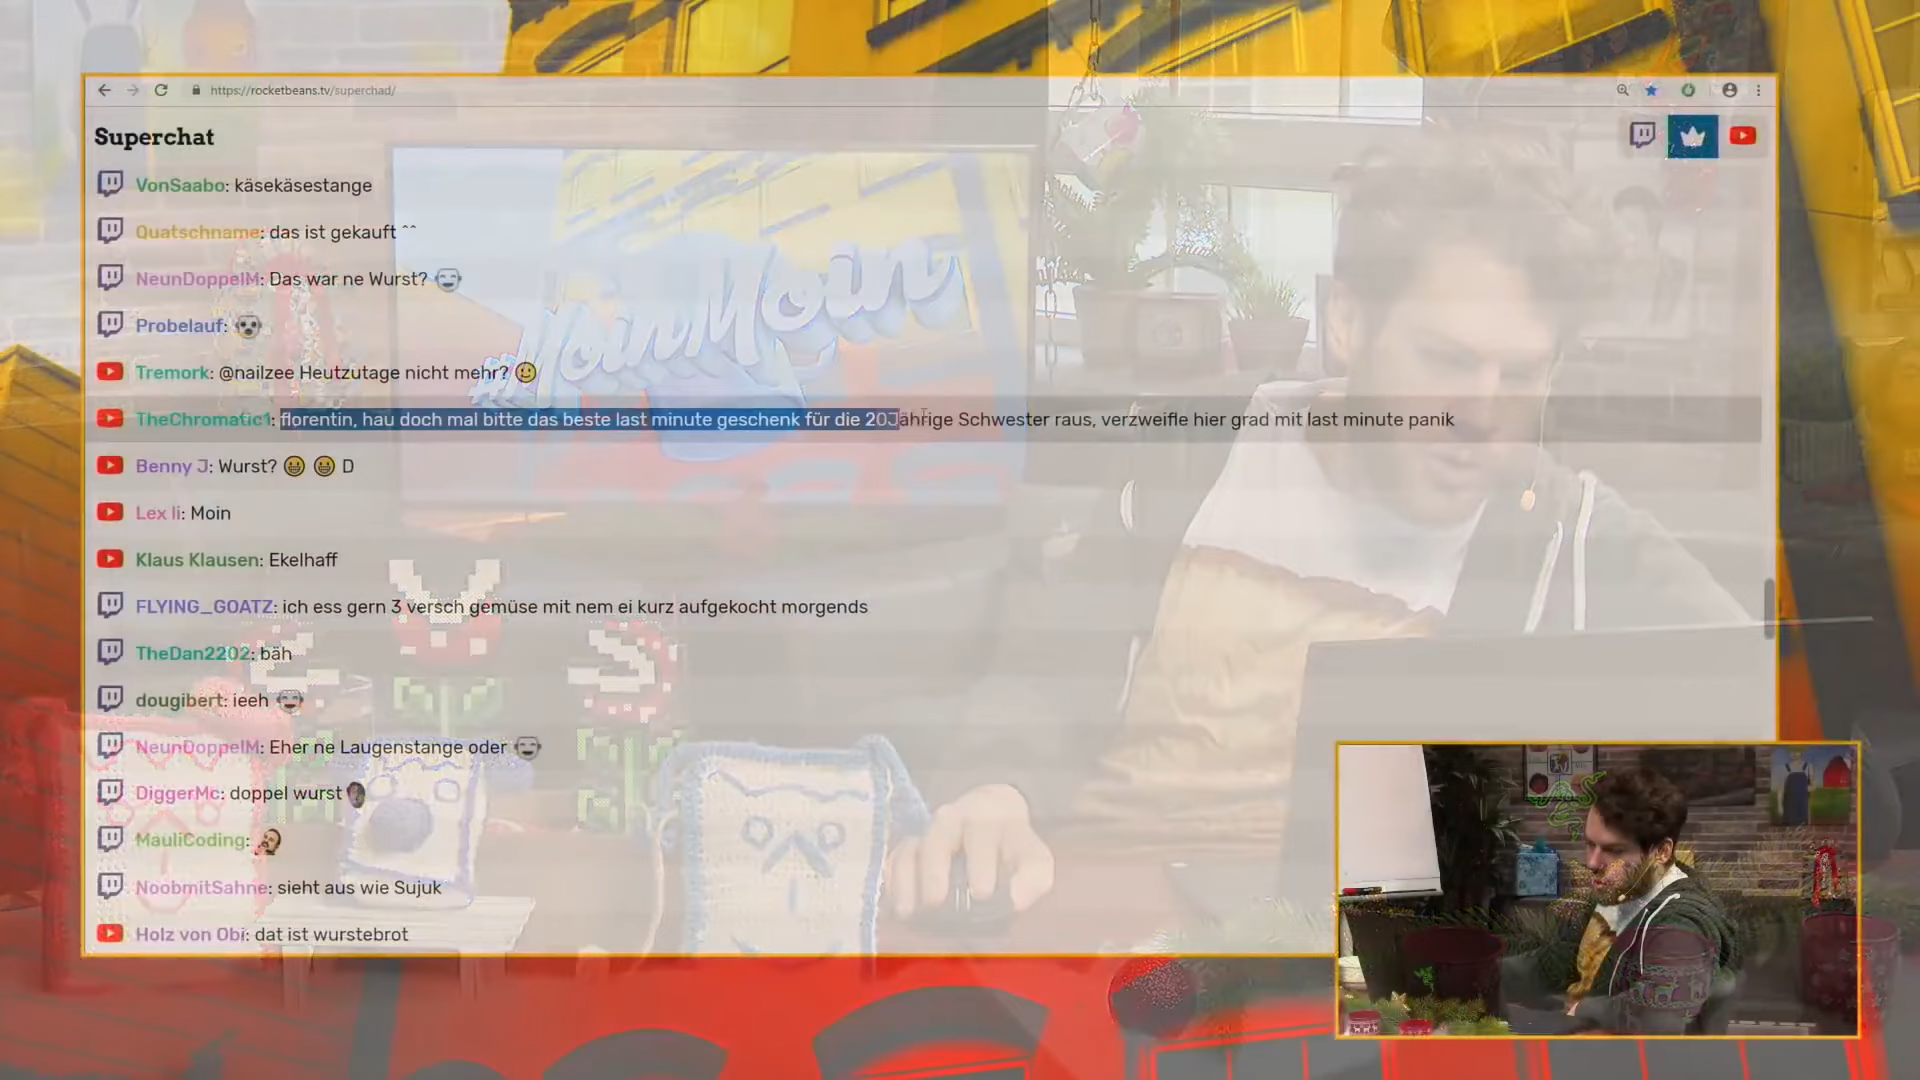 https://rocketbeans.tv/superchad/
Superchat
VonSaabo: käsekäsestange
Quatschname: das ist gekauft ^^
NeunDoppelM: Das war ne Wurst?
Probelauf:
Tremork: @nailzee Heutzutage nicht mehr?
TheChromatic1: florentin, hau doch mal bitte das beste last minute geschenk für die 20Jährige Schwester raus, verzweifle hier grad mit last minute panik
Benny J: Wurst? D
Lex li: Moin
Klaus Klausen: Ekelhaff
FLYING_GOATZ: ich ess gern 3 versch gemüse mit nem ei kurz aufgekocht morgends
TheDan2202: bäh
dougibert: ieeh
NeunDoppelM: Eher ne Laugenstange oder
DiggerMc: doppel wurst
MauliCoding:
NoobmitSahne: sieht aus wie Sujuk
Holz von Obi: dat ist wurstebrot
#MoinMoin